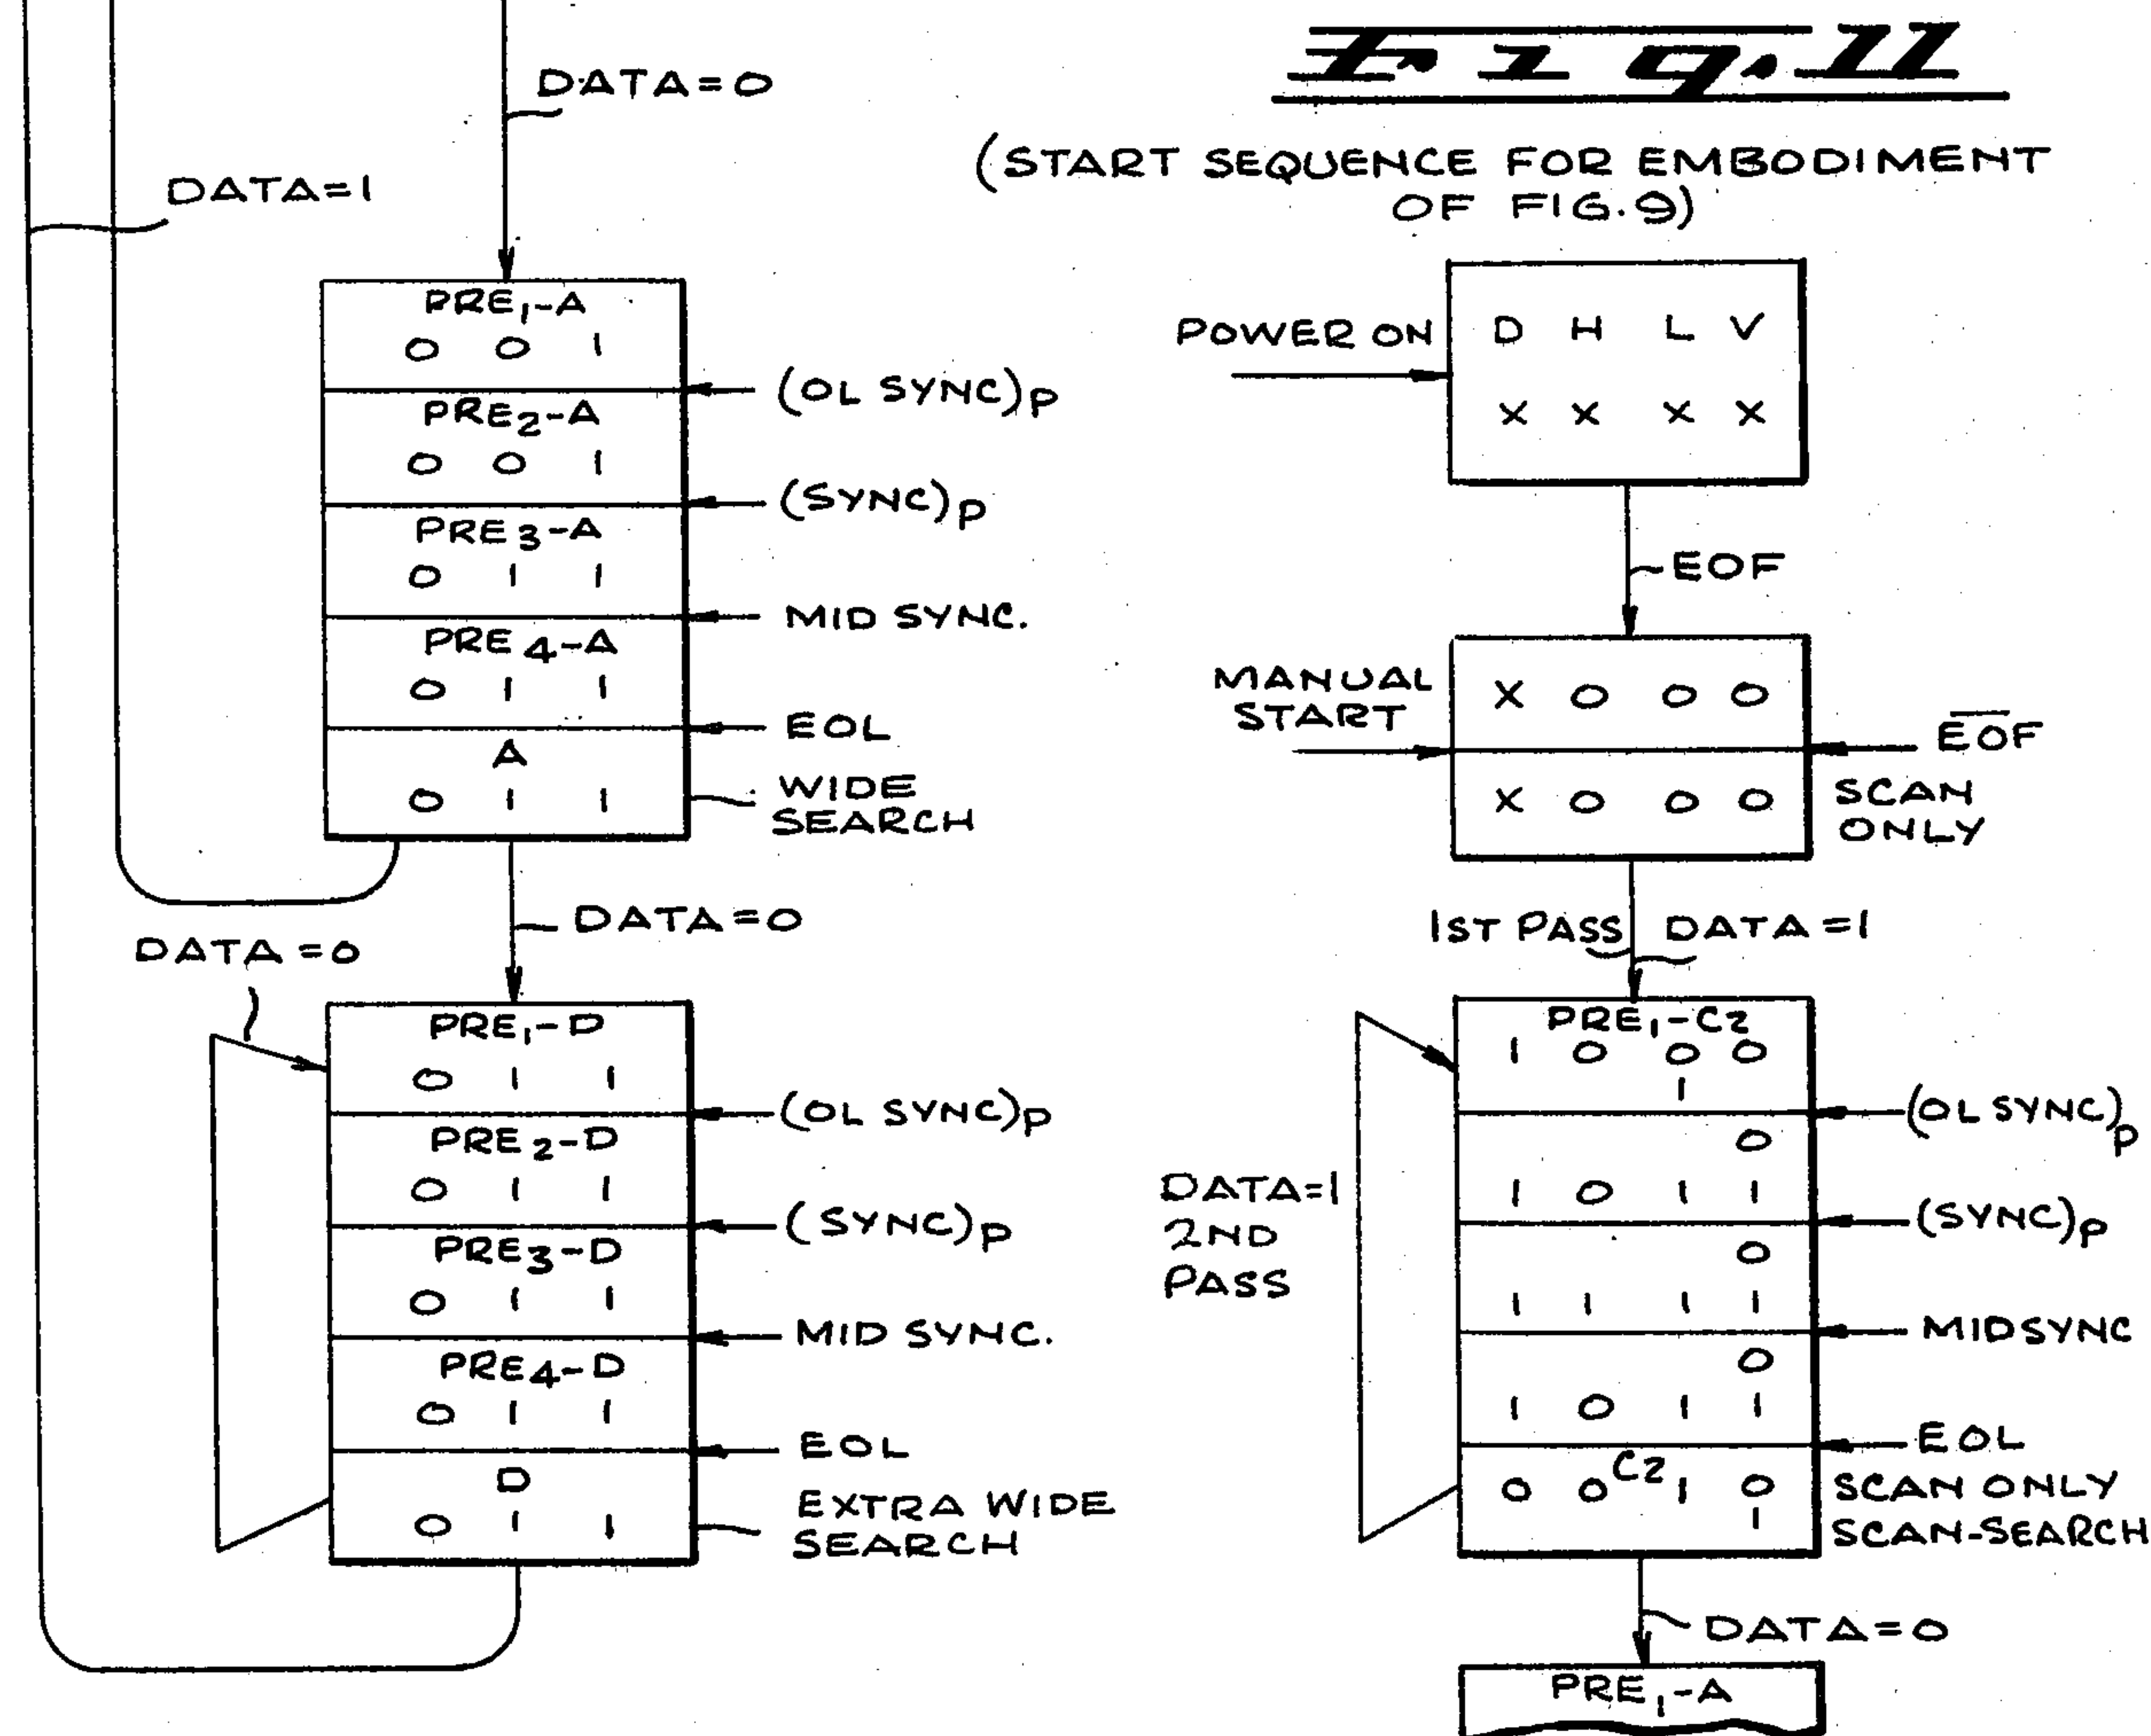 DATA=0
DATA=1
PRE₁-A
0 0 1
(OL SYNC)P
PRE₂-A
0 0 1
(SYNC)P
PRE₃-A
0 1 1
MID SYNC.
PRE₄-A
0 1 1
EOL
A
0 1 1
WIDE
SEARCH
DATA=0
DATA=0
PRE₁-D
0 1 1
(OL SYNC)P
PRE₂-D
0 1 1
(SYNC)P
PRE₃-D
0 1 1
MID SYNC.
PRE₄-D
0 1 1
EOL
D
0 1 1
EXTRA WIDE
SEARCH
Fig. 11
(START SEQUENCE FOR EMBODIMENT
OF FIG. 9)
POWER ON
D H L V
X X X X
EOF
MANUAL
START
X 0 0 0
E̅O̅F̅
X 0 0 0
SCAN
ONLY
1ST PASS DATA=1
PRE₁-C2
1 0 0 0
1
(OL SYNC)P
0
1 0 1 1
(SYNC)P
0
1 1 1 1
MIDSYNC
0
1 0 1 1
EOL
C2
0 0 1 0
1
SCAN ONLY
SCAN-SEARCH
DATA=1
2ND
PASS
DATA=0
PRE₁-A